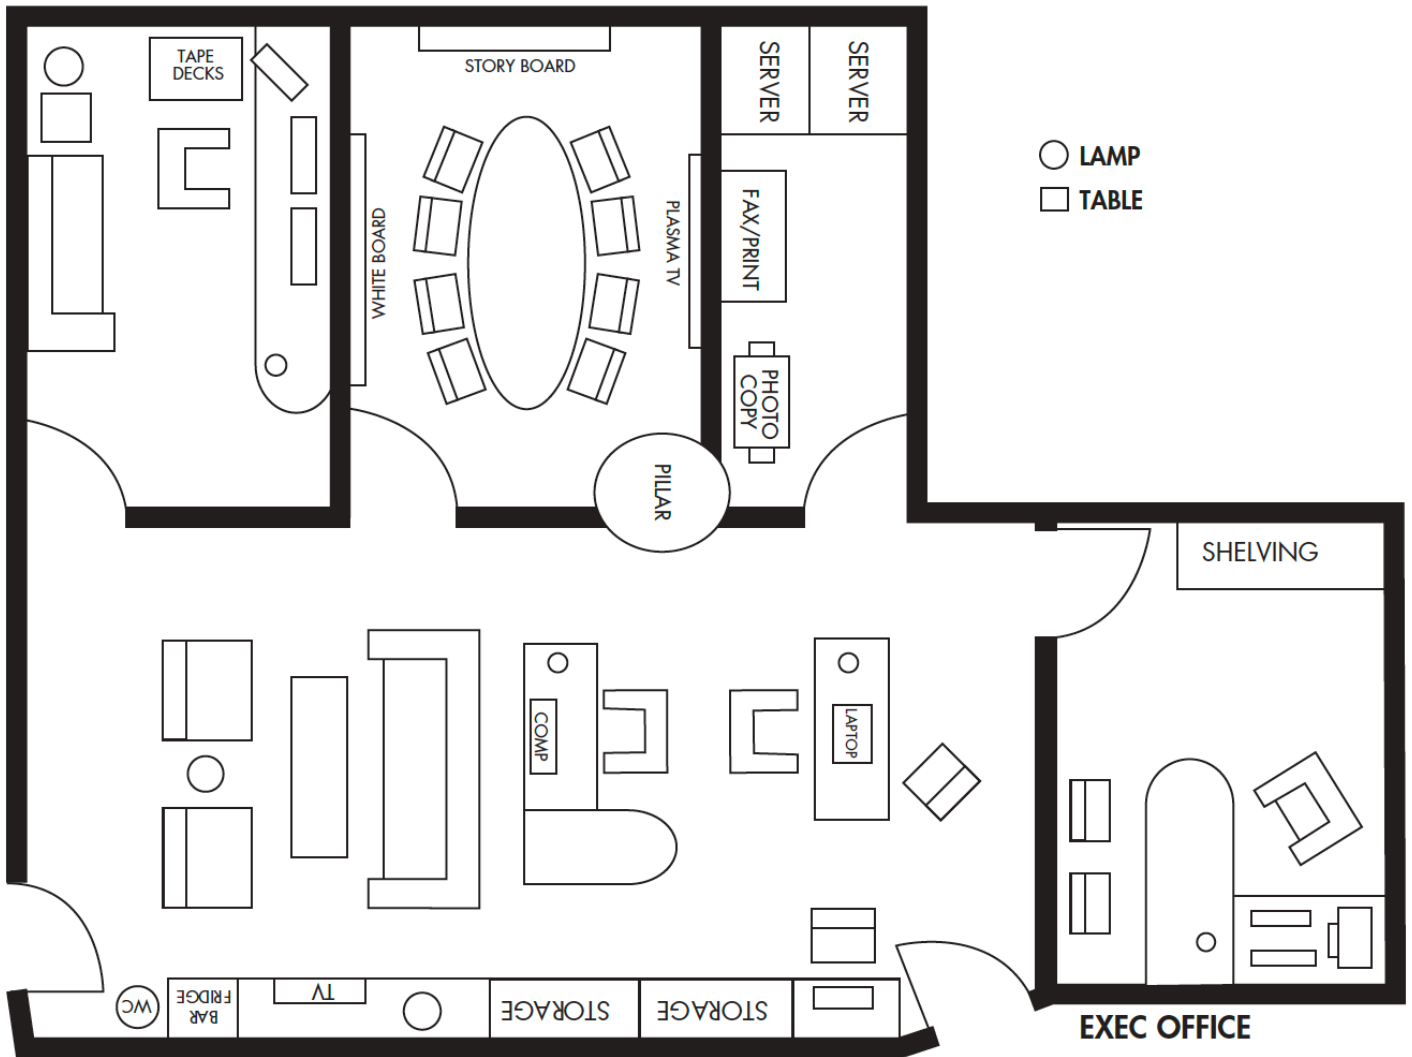 TAPE
DECKS
STORY BOARD
SERVER
SERVER
LAMP
TABLE
WHITE BOARD
PLASMA TV
FAX/PRINT
PHOTO
COPY
PILLAR
SHELVING
COMP
LAPTOP
WC
BAR
FRIDGE
TV
STORAGE
STORAGE
EXEC OFFICE